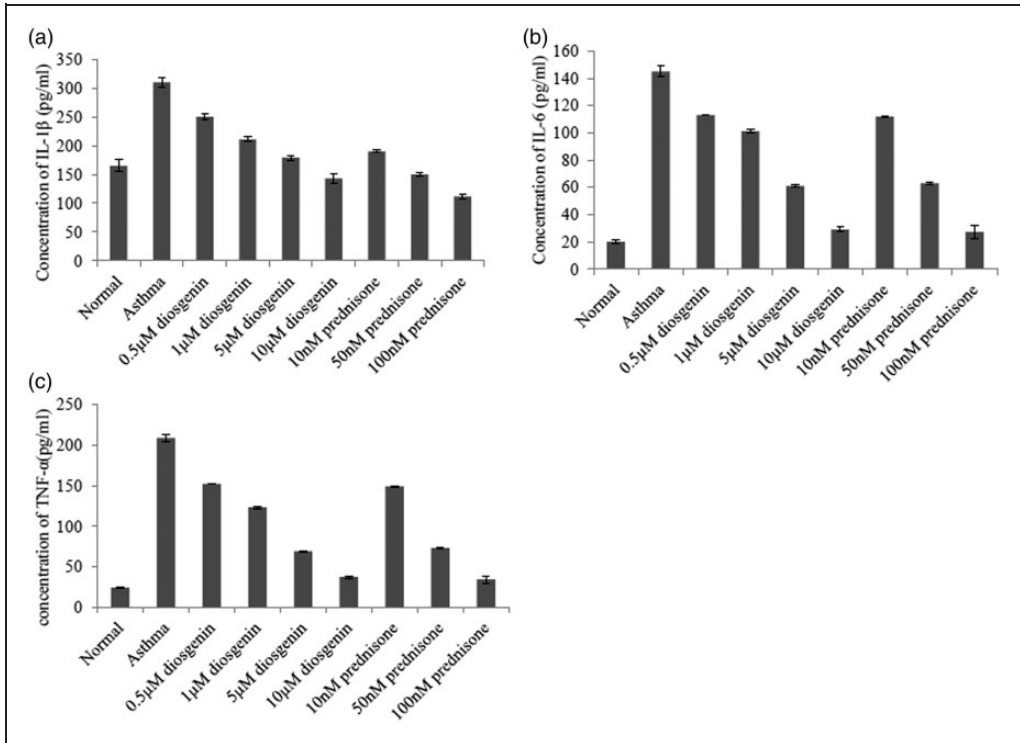 (a)
Concentration of IL-1β (pg/ml)
350
300
250
200
150
100
50
0
Normal
Asthma
0.5μM diosgenin
1μM diosgenin
5μM diosgenin
10μM diosgenin
10nM prednisone
50nM prednisone
100nM prednisone
(b)
Concentration of IL-6 (pg/ml)
160
140
120
100
80
60
40
20
0
Normal
Asthma
0.5μM diosgenin
1μM diosgenin
5μM diosgenin
10μM diosgenin
10nM prednisone
50nM prednisone
100nM prednisone
(c)
concentration of TNF-α(pg/ml)
250
200
150
100
50
0
Normal
Asthma
0.5μM diosgenin
1μM diosgenin
5μM diosgenin
10μM diosgenin
10nM prednisone
50nM prednisone
100nM prednisone